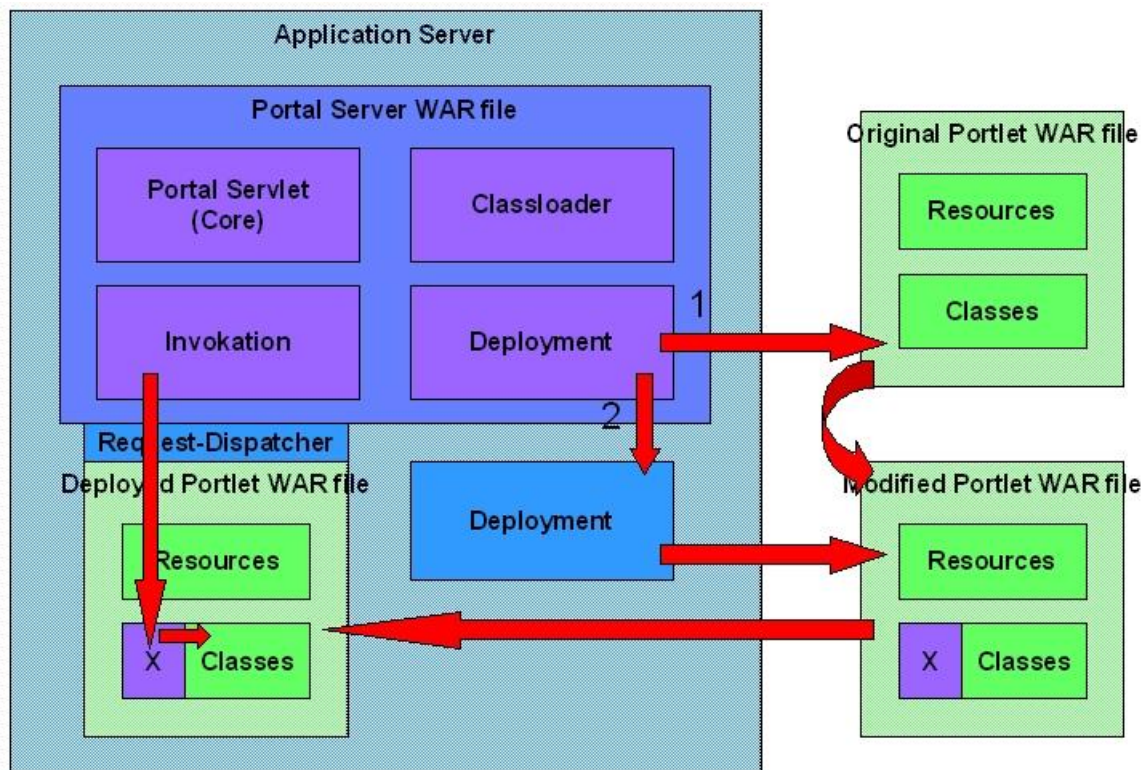 Application Server
Portal Server WAR file
Portal Servlet
(Core)
Classloader
Invokation
Deployment
1
2
Original Portlet WAR file
Resources
Classes
Request-Dispatcher
Deployed Portlet WAR file
Resources
X
Classes
Deployment
Modified Portlet WAR file
Resources
X
Classes